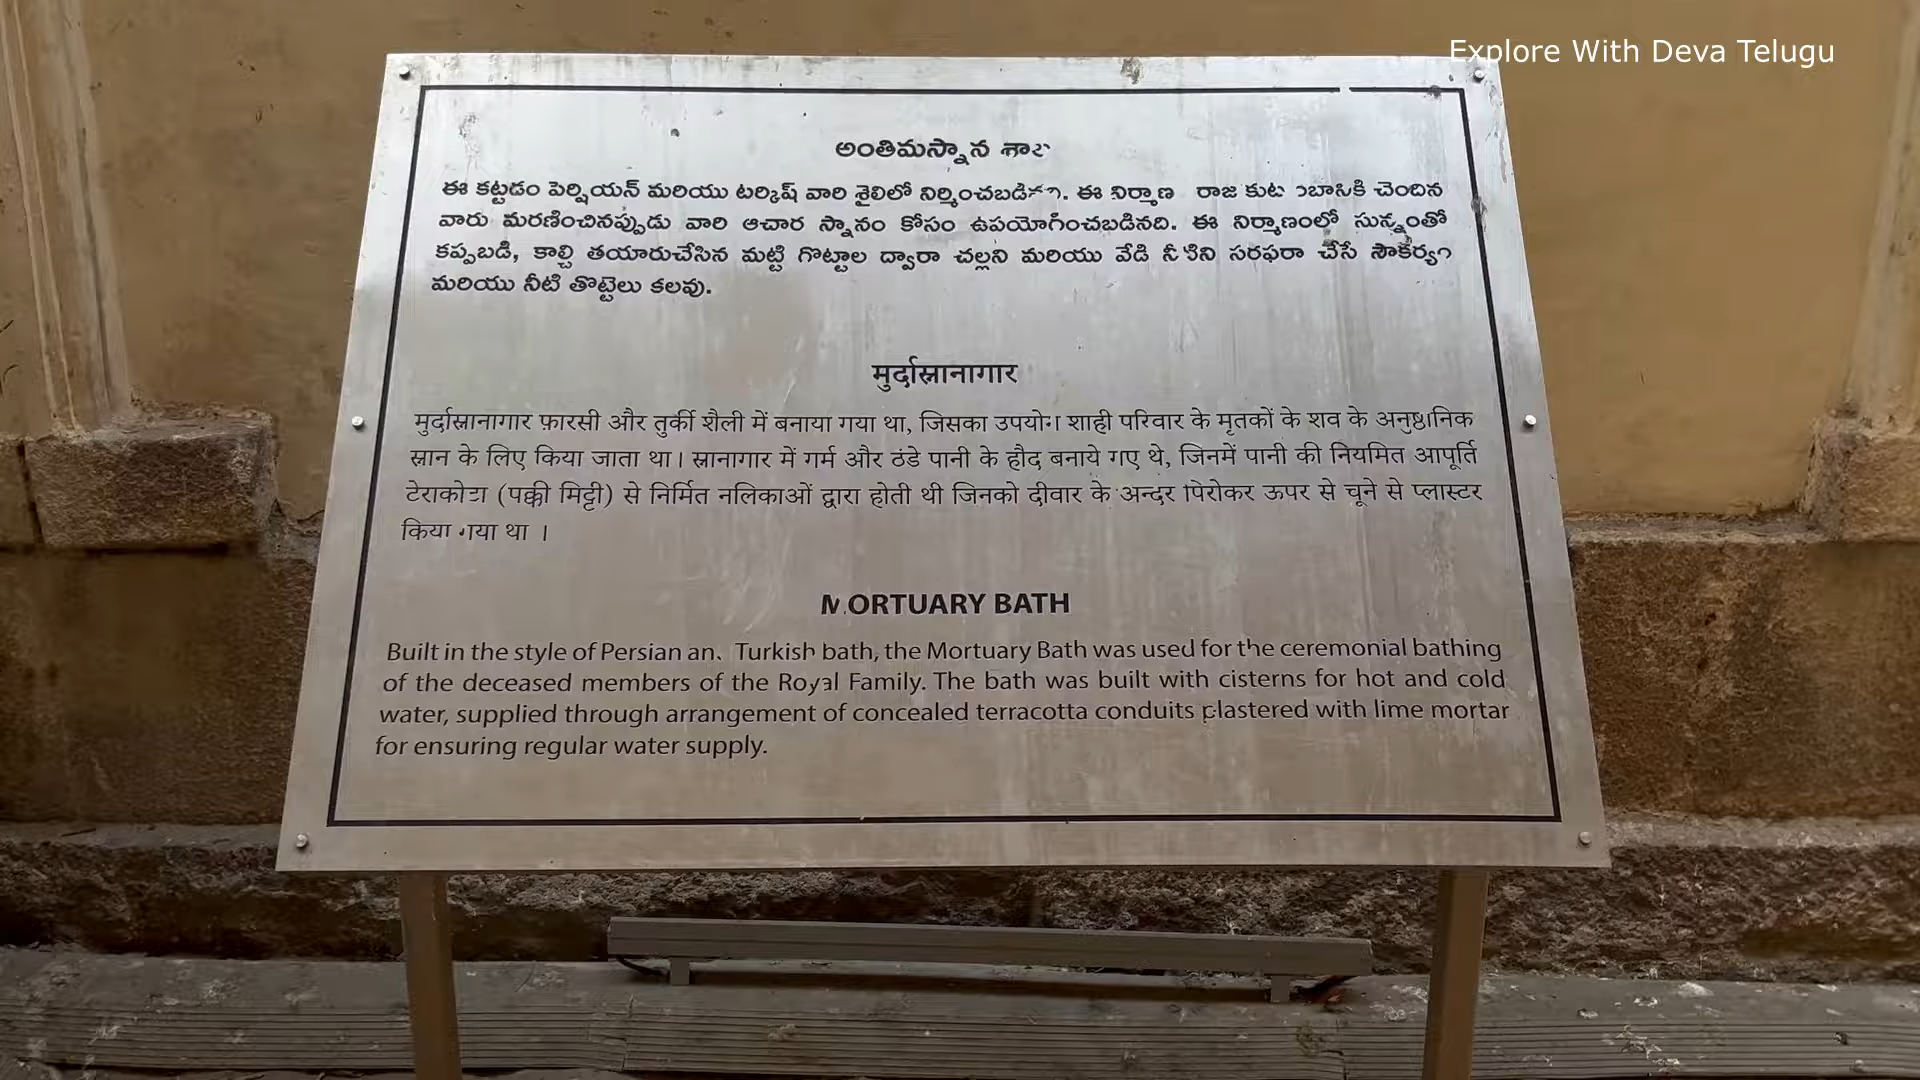 Explore With Deva Telugu
అంతిమస్నాన
ఈ కట్టడం పెర్షియన్ మరియు టర్కిష్ వారి శైలిలో ఈ రాజ చెందిన
వారు మరణించినప్పుడు వారి ఆచార స్నానం కోసం ఉపయోగించబడినది. ఈ నిర్మాణంలో సున్నంతో
కప్పబడి, కాల్చి తయారుచేసిన మట్టి గొట్టాల ద్వారా చల్లని మరియు వేడి సరఫరా చేసే
మరియు నీటి తొట్టెలు కలవు.
मुर्दास्नानागार
मुर्दास्नानागार फ़ारसी और तुर्की शैली में बनाया गया था, जिसका उपयोग शाही परिवार के मृतकों के शव के अनुष्ठानिक
स्नान के लिए किया जाता था। स्नानागार में गर्म और ठंडे पानी के हौद बनाये गए थे, जिनमें पानी की नियमित आपूर्ति
टेराकोटा (पक्की मिट्टी) से निर्मित नलिकाओं द्वारा होती थी जिनको दीवार के अन्दर पिरोकर ऊपर से चूने से प्लास्टर
किया गया था ।
MORTUARY BATH
Built in the style of Persian an Turkish bath, the Mortuary Bath was used for the ceremonial bathing
of the deceased members of the Royal Family. The bath was built with cisterns for hot and cold
water, supplied through arrangement of concealed terracotta conduits plastered with lime mortar
for ensuring regular water supply.